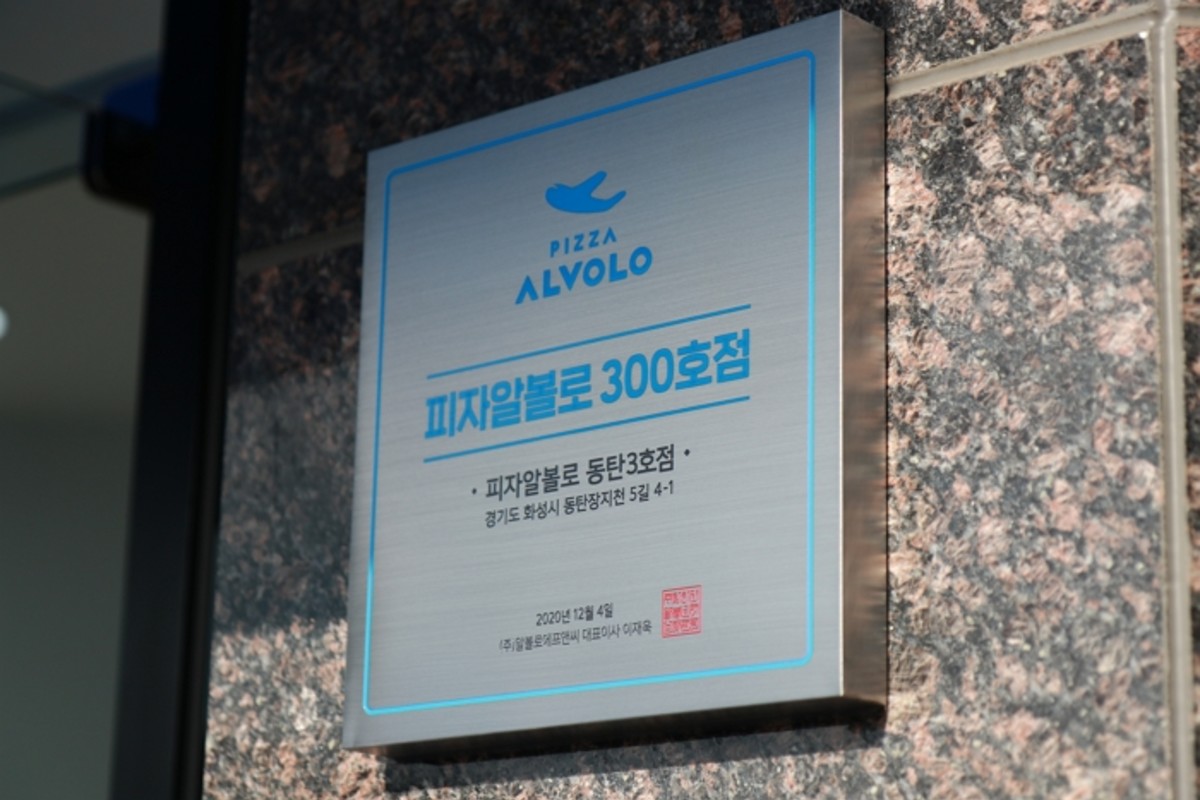 PIZZA
ALVOLO
피자알볼로 300호점
· 피자알볼로 동탄3호점 ·
경기도 화성시 동탄장지천 5길 4-1
2020년 12월 4일
(주)알볼로에프앤씨 대표이사 이재욱